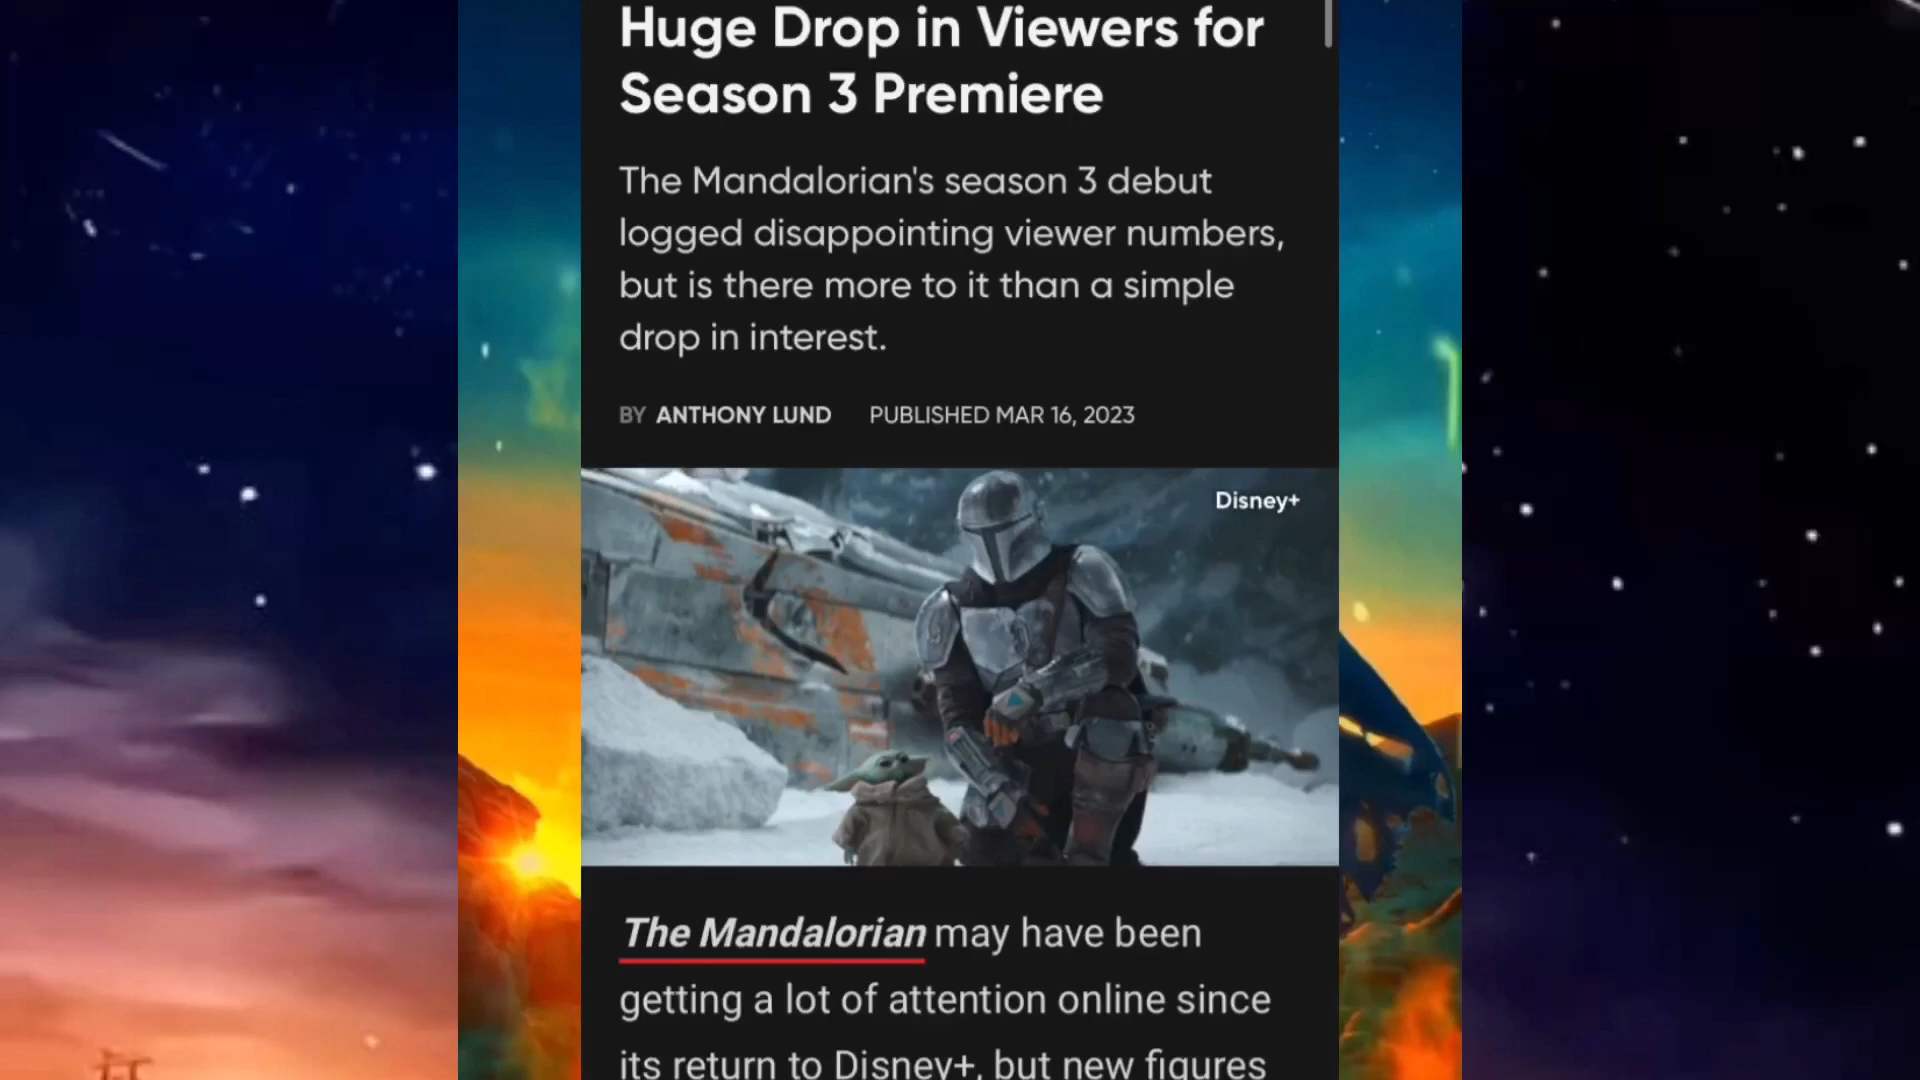 Huge Drop in Viewers for
Season 3 Premiere
The Mandalorian's season 3 debut
logged disappointing viewer numbers,
but is there more to it than a simple
drop in interest.
BY ANTHONY LUND PUBLISHED MAR 16, 2023
Disney+
The Mandalorian may have been
getting a lot of attention online since
its return to Disney+, but new figures